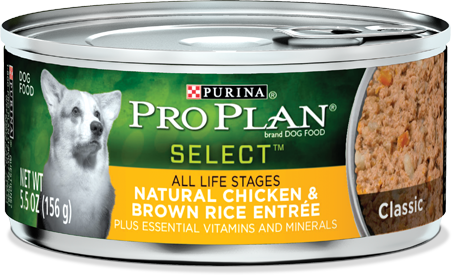 DOG
FOOD
PURINA®
PRO PLAN®
brand DOG FOOD
SELECT™
ALL LIFE STAGES
NATURAL CHICKEN &
BROWN RICE ENTRÉE
PLUS ESSENTIAL VITAMINS AND MINERALS
NET WT
5.5 OZ (156 g)
Classic